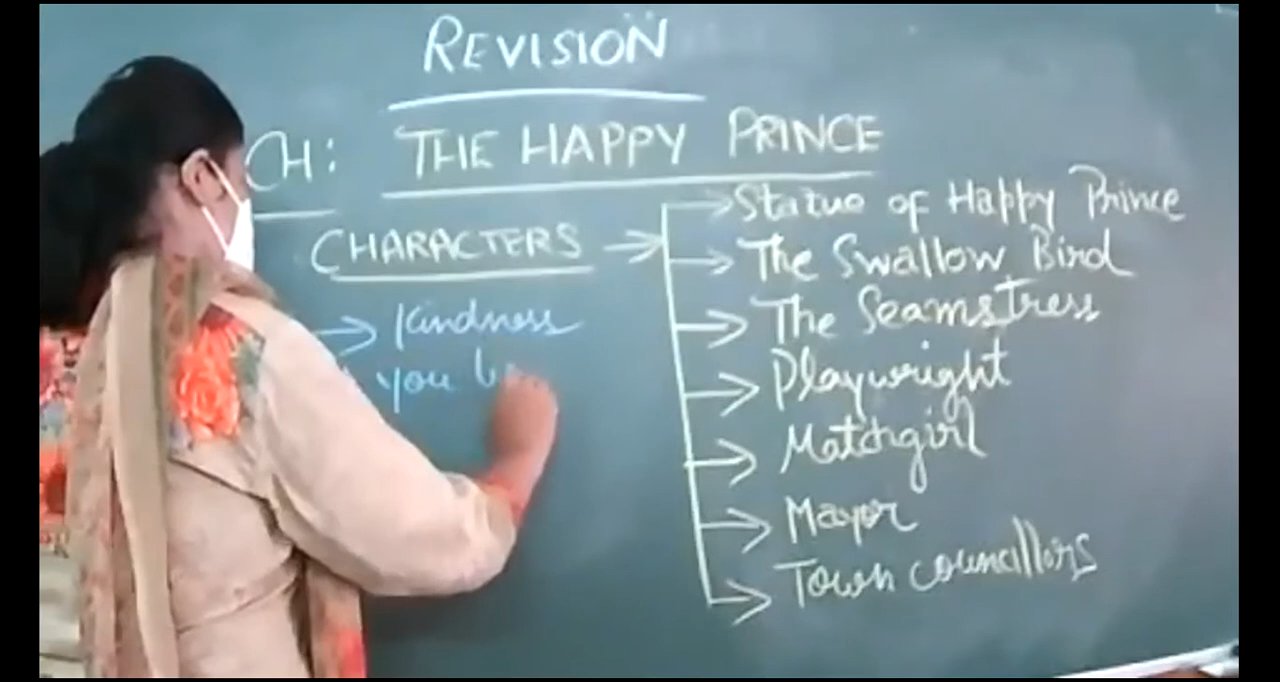 REVISION
CH: THE HAPPY PRINCE
CHARACTERS → → Statue of Happy Prince
→ The Swallow Bird
→ The Seamstress
→ Playwright
→ Matchgirl
→ Mayor
→ Town councillors
→ Kindness
you